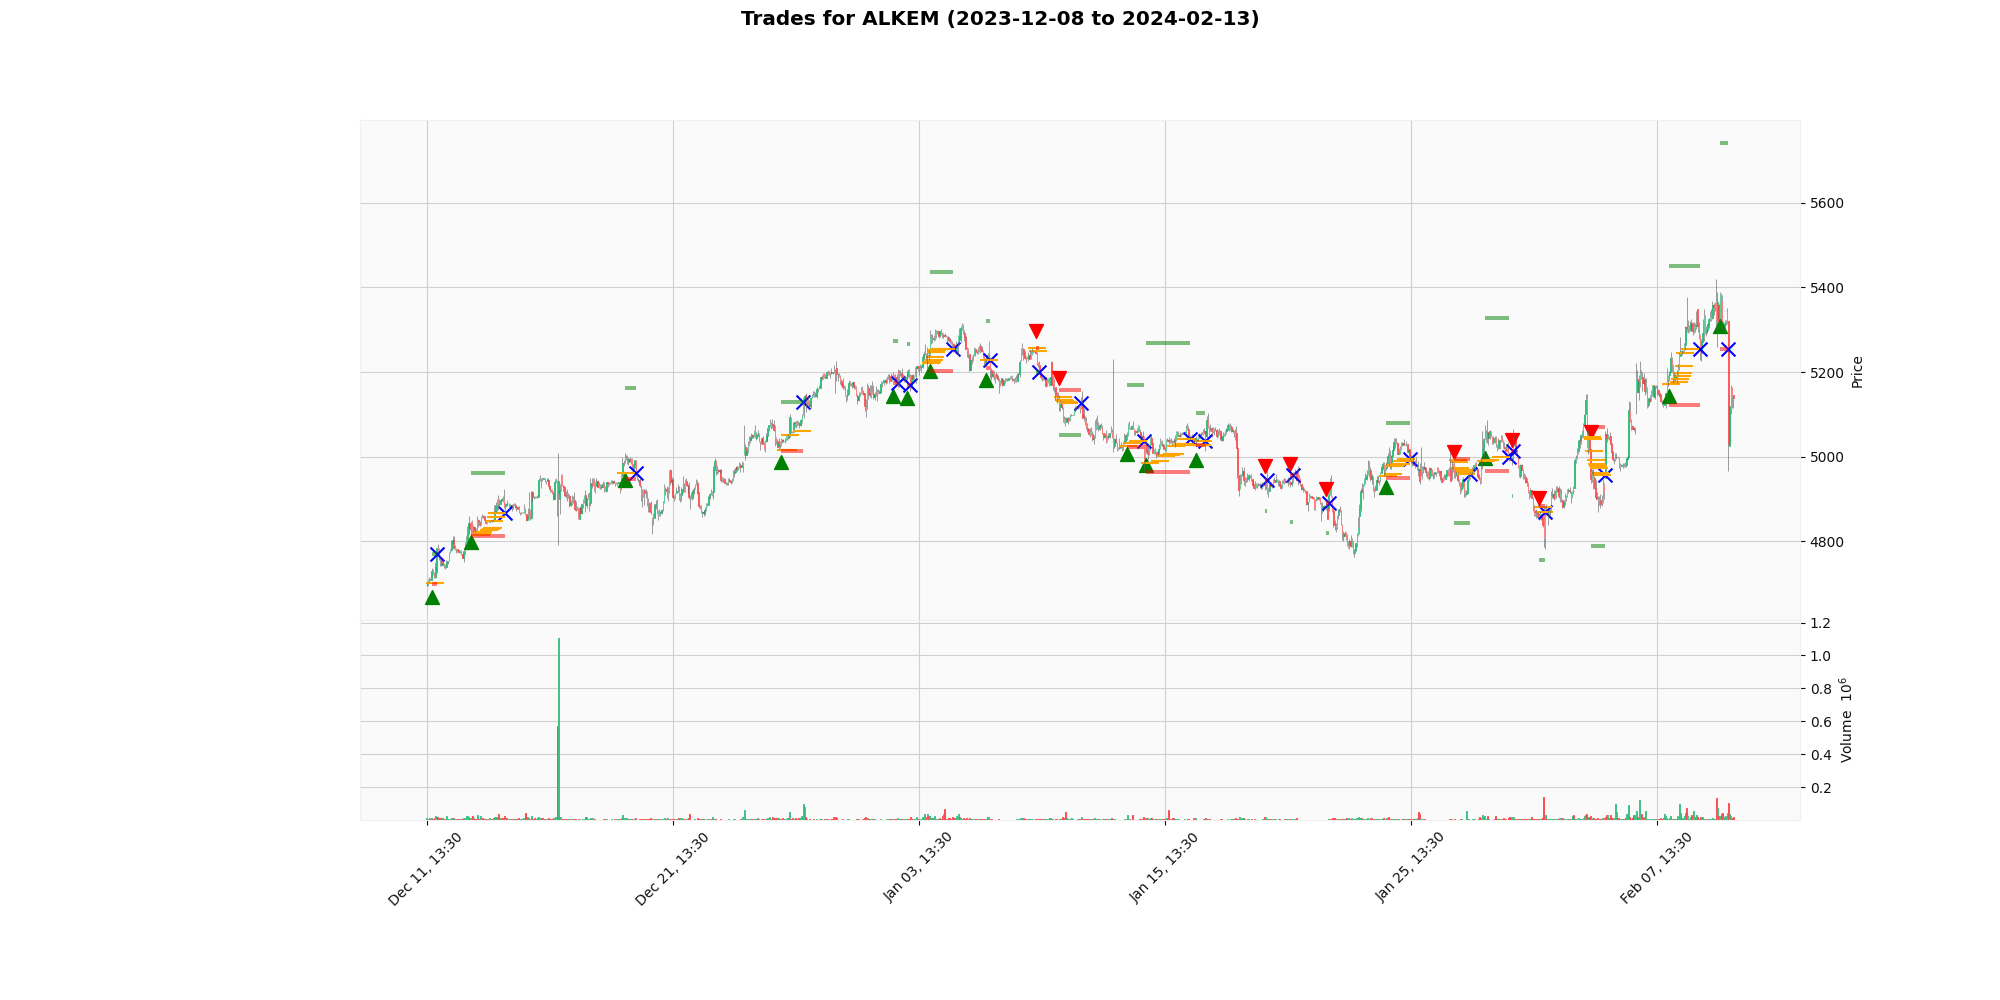 Trades for ALKEM (2023-12-08 to 2024-02-13)
5600
5400
5200
5000
4800
Price
1.2
1.0
0.8
0.6
0.4
0.2
Volume 10^6
Dec 11, 13:30
Dec 21, 13:30
Jan 03, 13:30
Jan 15, 13:30
Jan 25, 13:30
Feb 07, 13:30